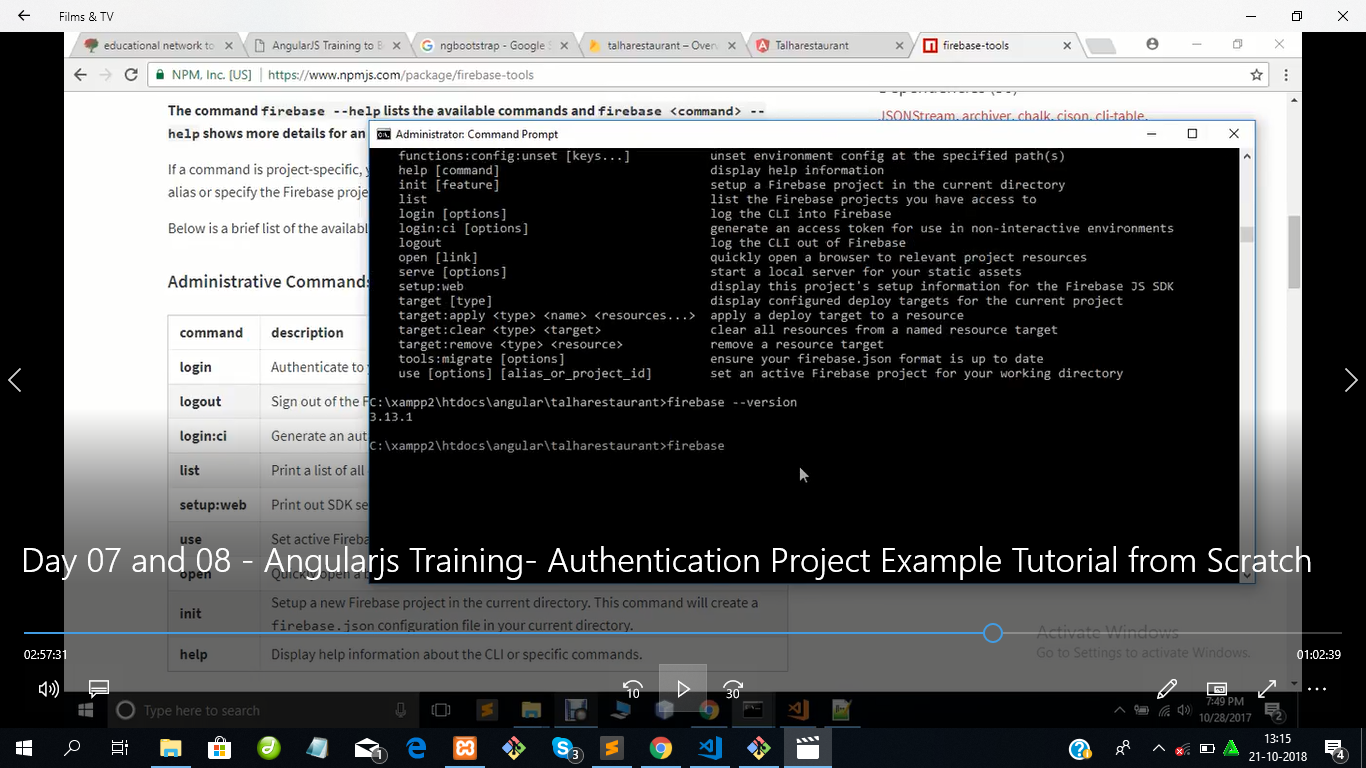 Films & TV
educational network to
AngularJS Training to B
ngbootstrap - Google S
talharestaurant – Over
Talharestaurant
firebase-tools
NPM, Inc. [US] https://www.npmjs.com/package/firebase-tools
The command firebase --help lists the available commands and firebase <command> --
help shows more details for an
JSONStream, archiver, chalk, cjson, cli-table,
If a command is project-specific, y
alias or specify the Firebase projec
Below is a brief list of the availabl
Administrative Commands
command description
login Authenticate to y
logout Sign out of the F
login:ci Generate an aut
list Print a list of all
setup:web Print out SDK se
use Set active Fireba
open Quickly open a b
init Setup a new Firebase project in the current directory. This command will create a
firebase.json configuration file in your current directory.
help Display help information about the CLI or specific commands.
Administrator: Command Prompt
functions:config:unset [keys...] unset environment config at the specified path(s)
help [command] display help information
init [feature] setup a Firebase project in the current directory
list list the Firebase projects you have access to
login [options] log the CLI into Firebase
login:ci [options] generate an access token for use in non-interactive environments
logout log the CLI out of Firebase
open [link] quickly open a browser to relevant project resources
serve [options] start a local server for your static assets
setup:web display this project's setup information for the Firebase JS SDK
target [type] display configured deploy targets for the current project
target:apply <type> <name> <resources...> apply a deploy target to a resource
target:clear <type> <target> clear all resources from a named resource target
target:remove <type> <resource> remove a resource target
tools:migrate [options] ensure your firebase.json format is up to date
use [options] [alias_or_project_id] set an active Firebase project for your working directory
C:\xampp2\htdocs\angular\talharestaurant>firebase --version
3.13.1
C:\xampp2\htdocs\angular\talharestaurant>firebase
Day 07 and 08 - Angularjs Training- Authentication Project Example Tutorial from Scratch
Activate Windows
Go to Settings to activate Windows.
02:57:31
01:02:39
10
30
Type here to search
7:49 PM
10/28/2017
2
1
3
13:15
21-10-2018
4